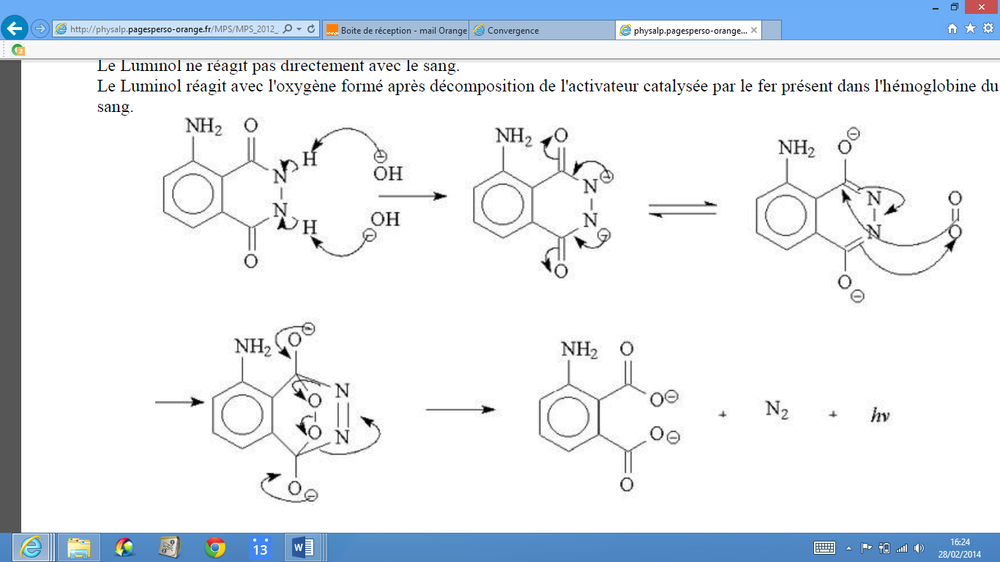 http://physalp.pagesperso-orange.fr/MPS/MPS_2012_
Boite de réception - mail Orange
Convergence
physalp.pagesperso-orange...
Le Luminol ne réagit pas directement avec le sang.
Le Luminol réagit avec l'oxygène formé après décomposition de l'activateur catalysée par le fer présent dans l'hémoglobine du
sang.
NH2 O
N H
⊖
OH
N H
OH
⊖
O
NH2 O
N ⊖
N ⊖
O
O ⊖
NH2
N
N
O
⊖
O
O
NH2 O ⊖
N
O
O N
O ⊖
NH2 O
O ⊖
O ⊖
O
+ N2 + hν
13
16:24
28/02/2014